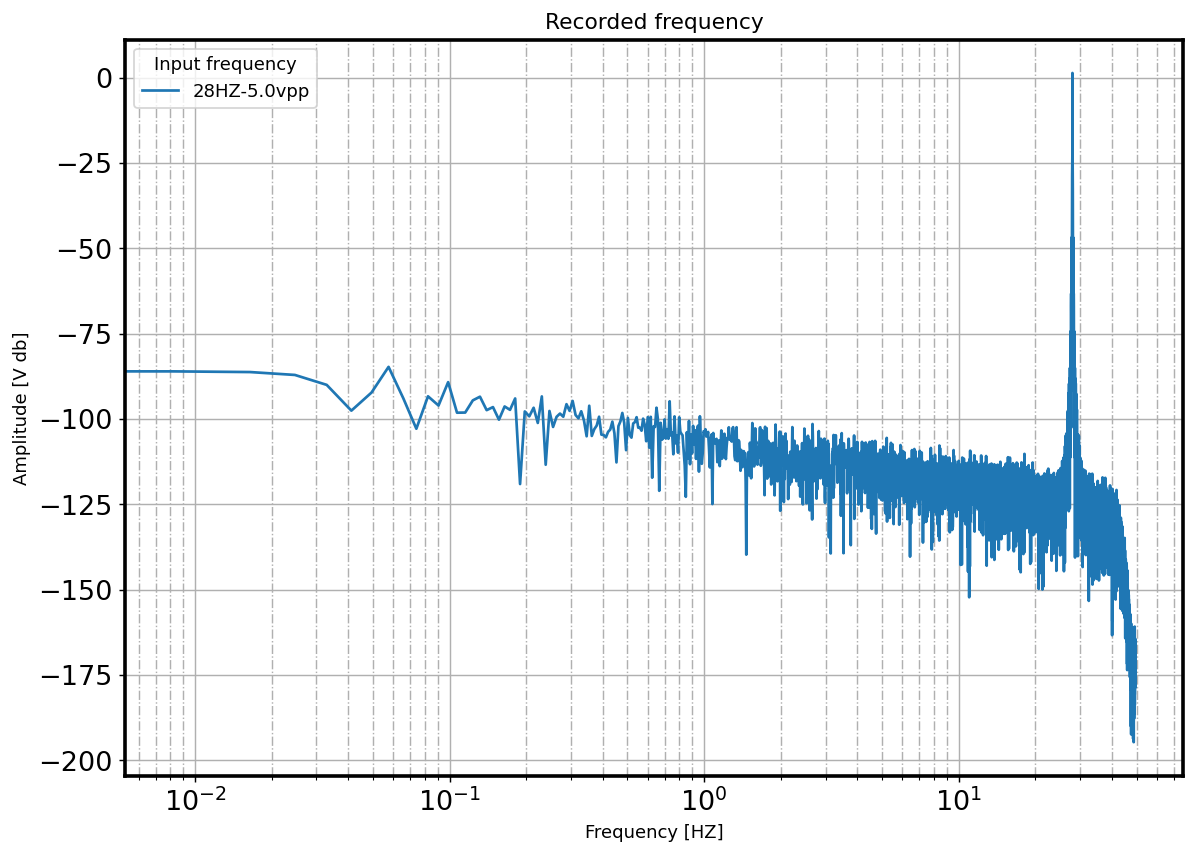 Recorded frequency
Input frequency
28HZ-5.0vpp
0
−25
−50
−75
−100
−125
−150
−175
−200
Amplitude [V db]
10⁻² 10⁻¹ 10⁰ 10¹
Frequency [HZ]